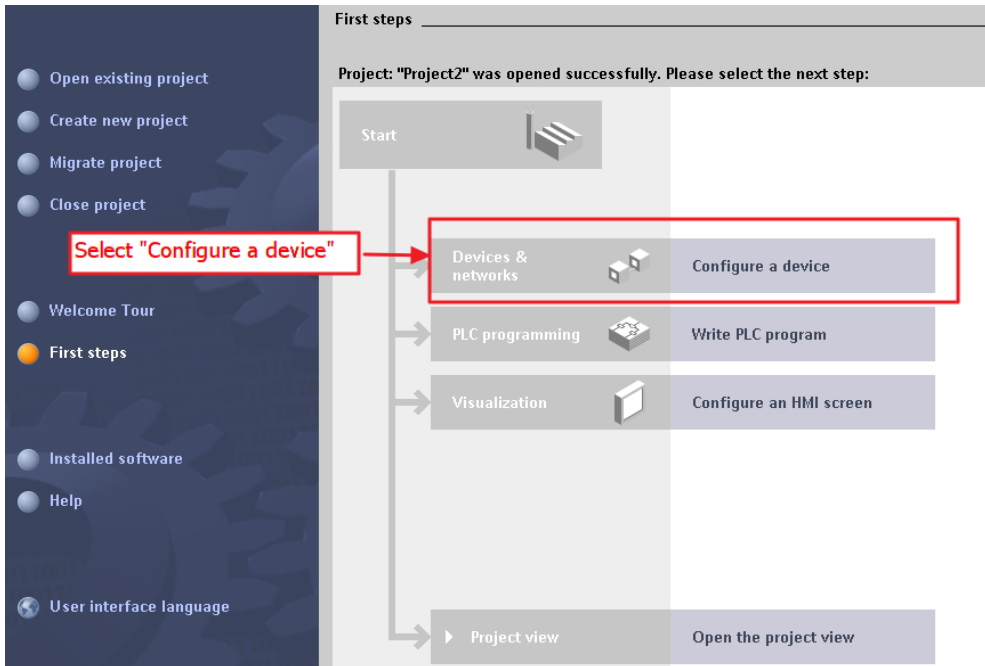 First steps
Project: "Project2" was opened successfully. Please select the next step:
Open existing project
Create new project
Migrate project
Close project
Welcome Tour
First steps
Installed software
Help
User interface language
Start
Select "Configure a device"
Devices &
networks
Configure a device
PLC programming
Write PLC program
Visualization
Configure an HMI screen
Project view
Open the project view